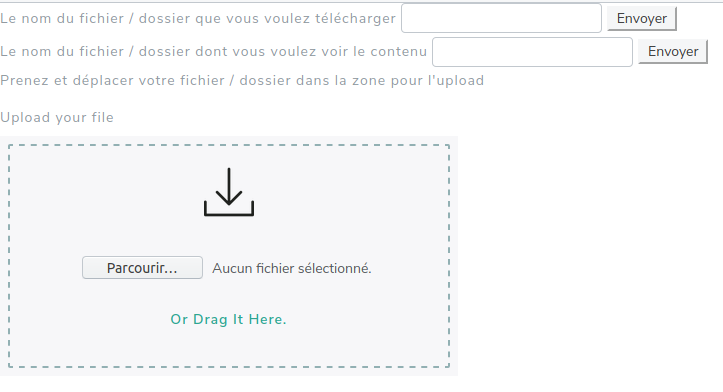 Le nom du fichier / dossier que vous voulez télécharger Envoyer
Le nom du fichier / dossier dont vous voulez voir le contenu Envoyer
Prenez et déplacer votre fichier / dossier dans la zone pour l'upload
Upload your file
Parcourir... Aucun fichier sélectionné.
Or Drag It Here.